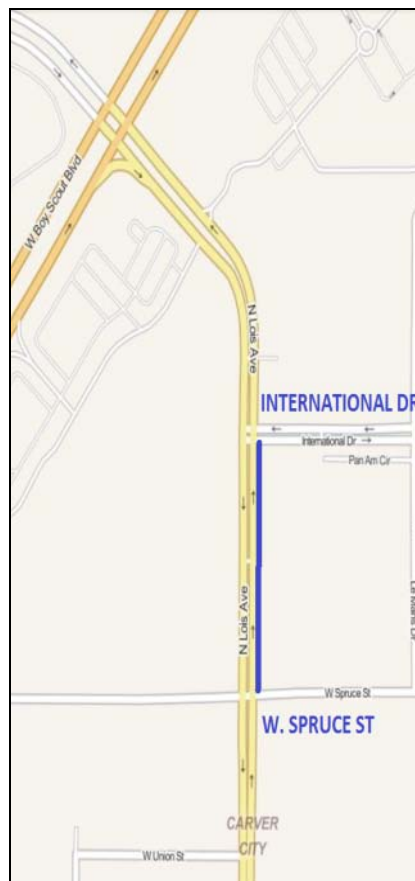 W Boy Scout Blvd
N Lois Ave
INTERNATIONAL DR
International Dr
Pan Am Cir
N Lois Ave
W Spruce St
W. SPRUCE ST
CARVER
CITY
W Union St